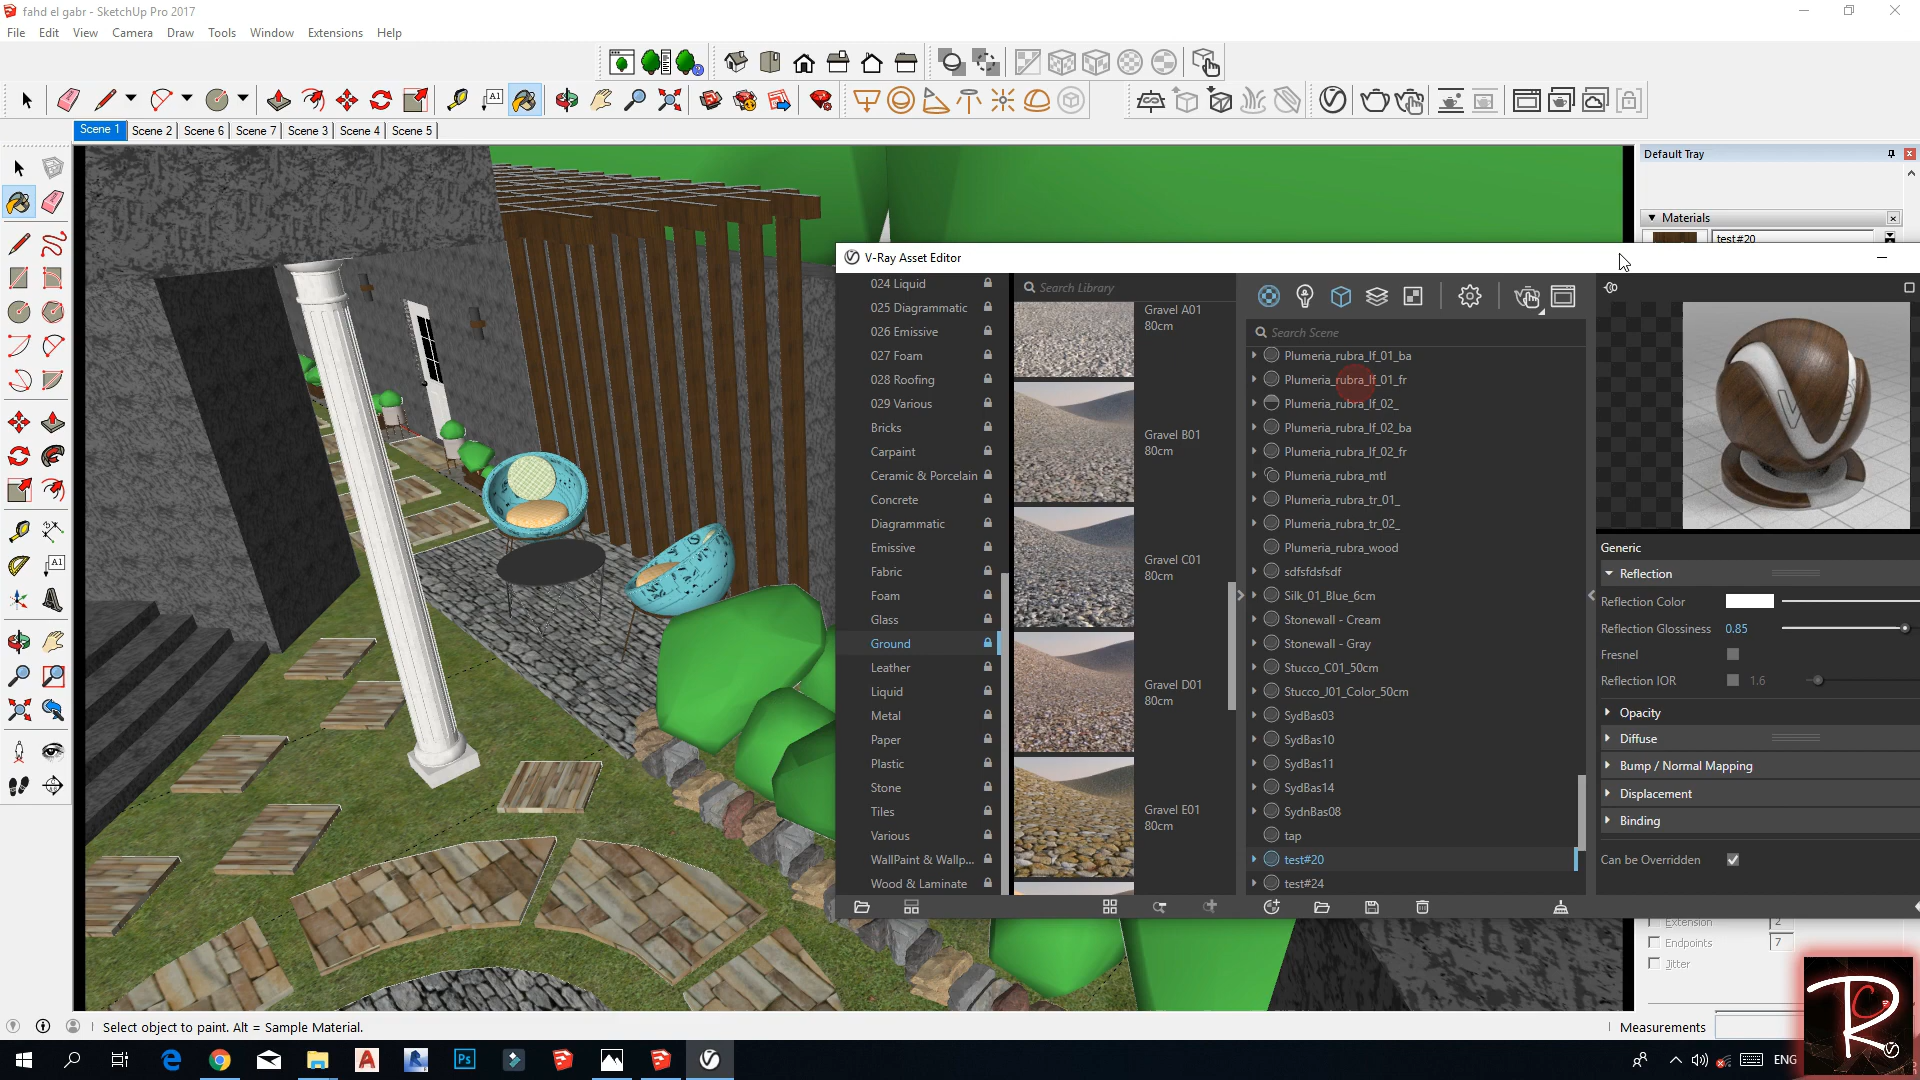 fahd el gabr - SketchUp Pro 2017
File Edit View Camera Draw Tools Window Extensions Help
A1
Scene 1 Scene 2 Scene 6 Scene 7 Scene 3 Scene 4 Scene 5
Default Tray
Materials
test#20
V-Ray Asset Editor
024 Liquid
025 Diagrammatic
026 Emissive
027 Foam
028 Roofing
029 Various
Bricks
Carpaint
Ceramic & Porcelain
Concrete
Diagrammatic
Emissive
Fabric
Foam
Glass
Ground
Leather
Liquid
Metal
Paper
Plastic
Stone
Tiles
Various
WallPaint & Wallp...
Wood & Laminate
Search Library
Gravel A01
80cm
Gravel B01
80cm
Gravel C01
80cm
Gravel D01
80cm
Gravel E01
80cm
Search Scene
Plumeria_rubra_lf_01_ba
Plumeria_rubra_lf_01_fr
Plumeria_rubra_lf_02_
Plumeria_rubra_lf_02_ba
Plumeria_rubra_lf_02_fr
Plumeria_rubra_mtl
Plumeria_rubra_tr_01_
Plumeria_rubra_tr_02_
Plumeria_rubra_wood
sdfsfdsfsdf
Silk_01_Blue_6cm
Stonewall - Cream
Stonewall - Gray
Stucco_C01_50cm
Stucco_J01_Color_50cm
SydBas03
SydBas10
SydBas11
SydBas14
SydnBas08
tap
test#20
test#24
Generic
Reflection
Reflection Color
Reflection Glossiness 0.85
Fresnel
Reflection IOR 1.6
Opacity
Diffuse
Bump / Normal Mapping
Displacement
Binding
Can be Overridden
Extension 2
Endpoints 7
Jitter
A1
Select object to paint. Alt = Sample Material.
Measurements
Ps
ENG